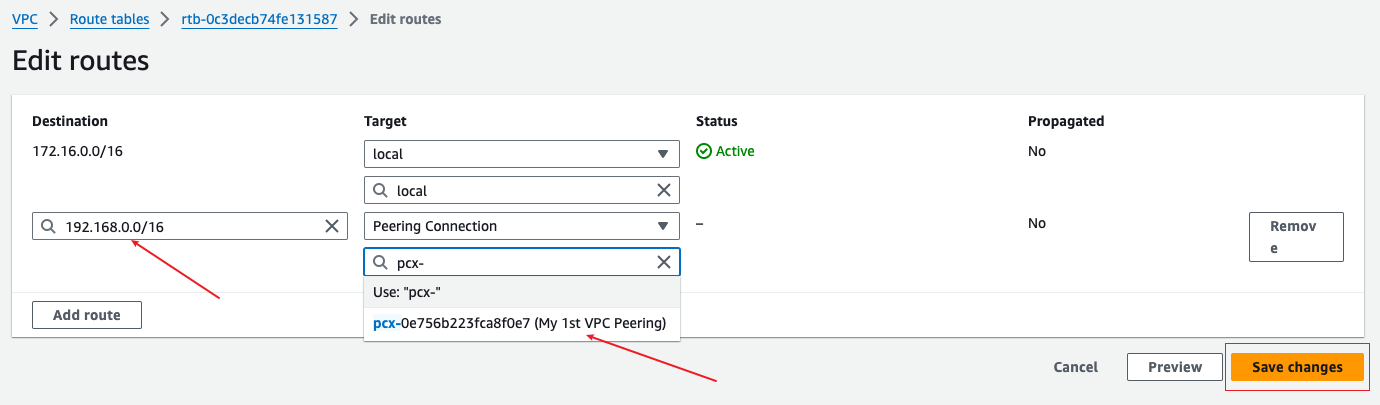 VPC > Route tables > rtb-0c3decb74fe131587 > Edit routes
Edit routes
Destination Target Status Propagated
172.16.0.0/16 local Active No
local
192.168.0.0/16 Peering Connection – No Remov
e
pcx-
Use: "pcx-"
Add route
pcx-0e756b223fca8f0e7 (My 1st VPC Peering)
Cancel Preview Save changes